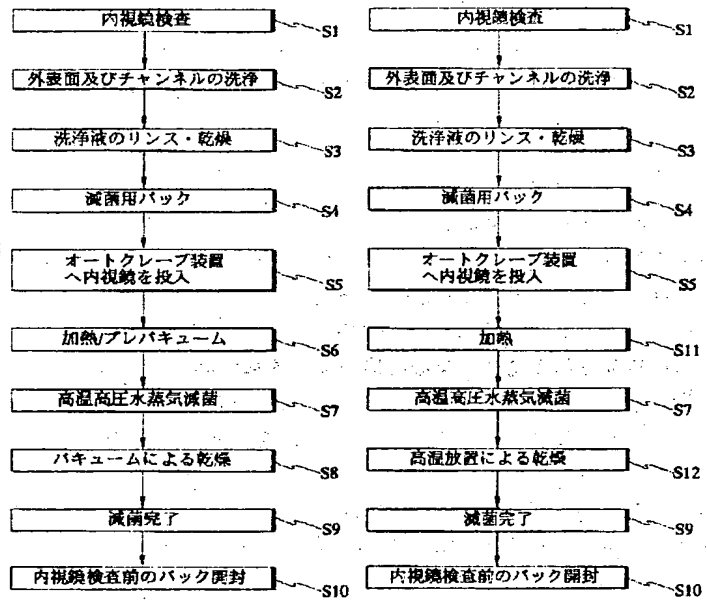 内視鏡検査
S1
外表面及びチャンネルの洗浄
S2
洗浄液のリンス・乾燥
S3
滅菌用パック
S4
オートクレーブ装置
へ内視鏡を投入
S5
加熱/プレバキューム
S6
高温高圧水蒸気滅菌
S7
バキュームによる乾燥
S8
滅菌完了
S9
内視鏡検査前のパック開封
S10
内視鏡検査
S1
外表面及びチャンネルの洗浄
S2
洗浄液のリンス・乾燥
S3
滅菌用パック
S4
オートクレーブ装置
へ内視鏡を投入
S5
加熱
S11
高温高圧水蒸気滅菌
S7
高温放置による乾燥
S12
滅菌完了
S9
内視鏡検査前のパック開封
S10